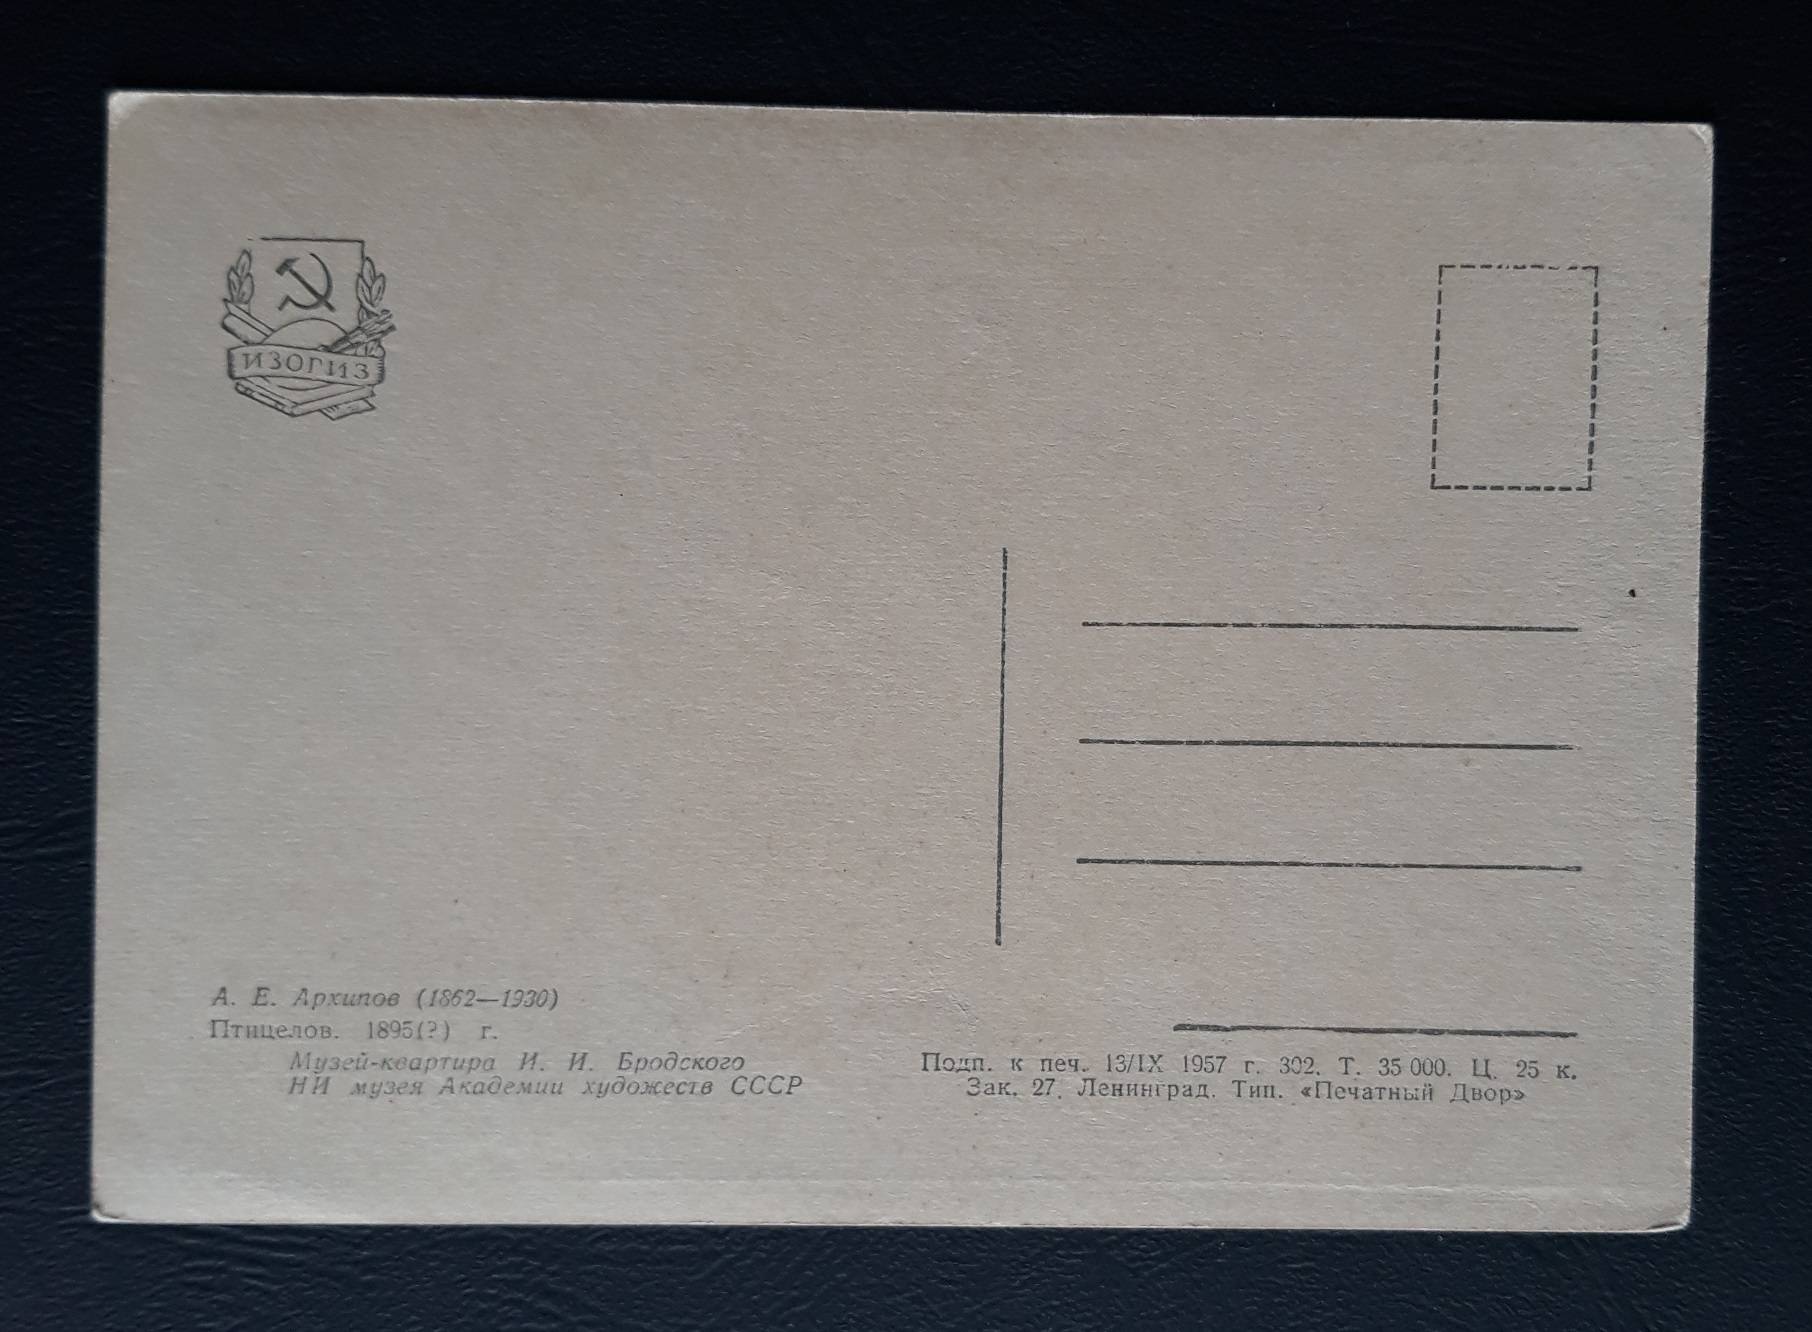 ИЗОГИЗ
А. Е. Архипов (1862—1930)
Птицелов. 1895(?) г.
Музей-квартира И. И. Бродского
НИ музея Академии художеств СССР
Подп. к печ. 13/IX 1957 г. 302. Т. 35 000. Ц. 25 к.
Зак. 27. Ленинград. Тип. «Печатный Двор»